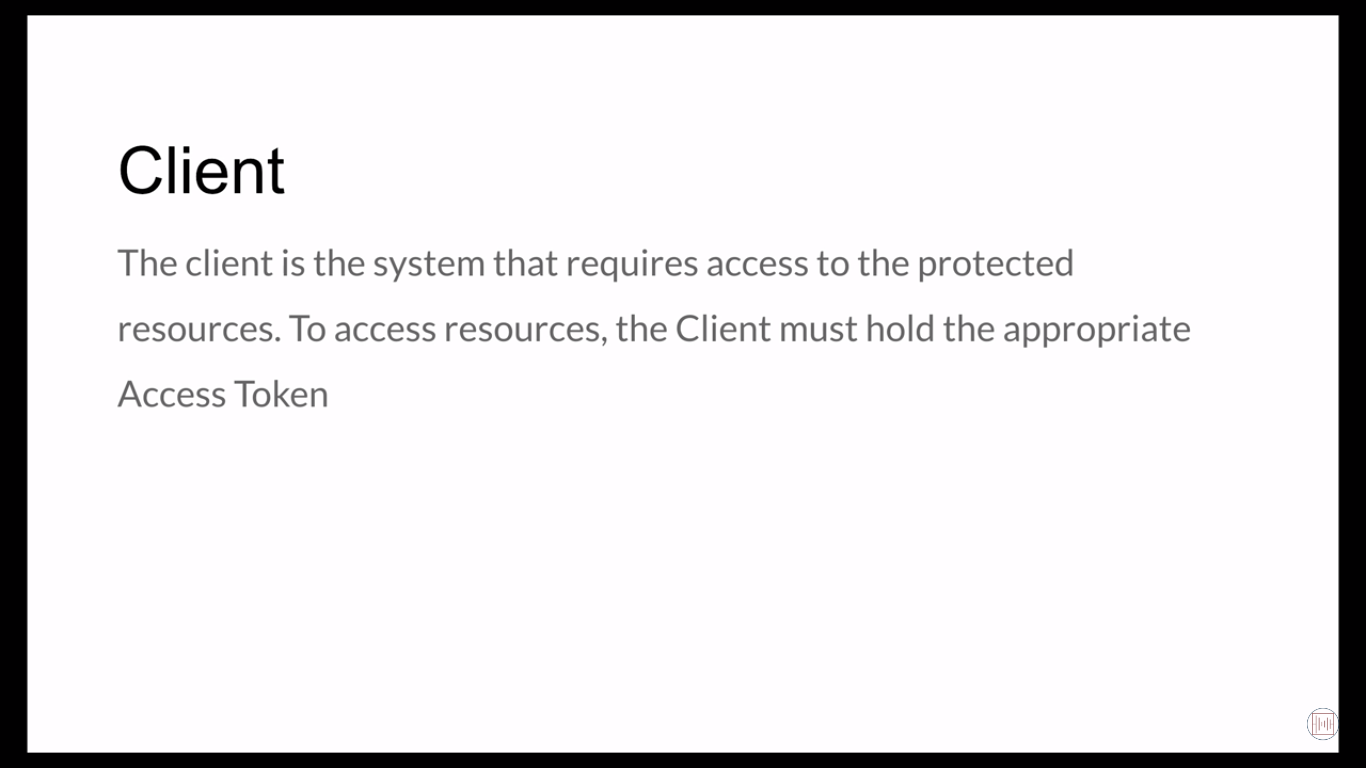 Client
The client is the system that requires access to the protected
resources. To access resources, the Client must hold the appropriate
Access Token